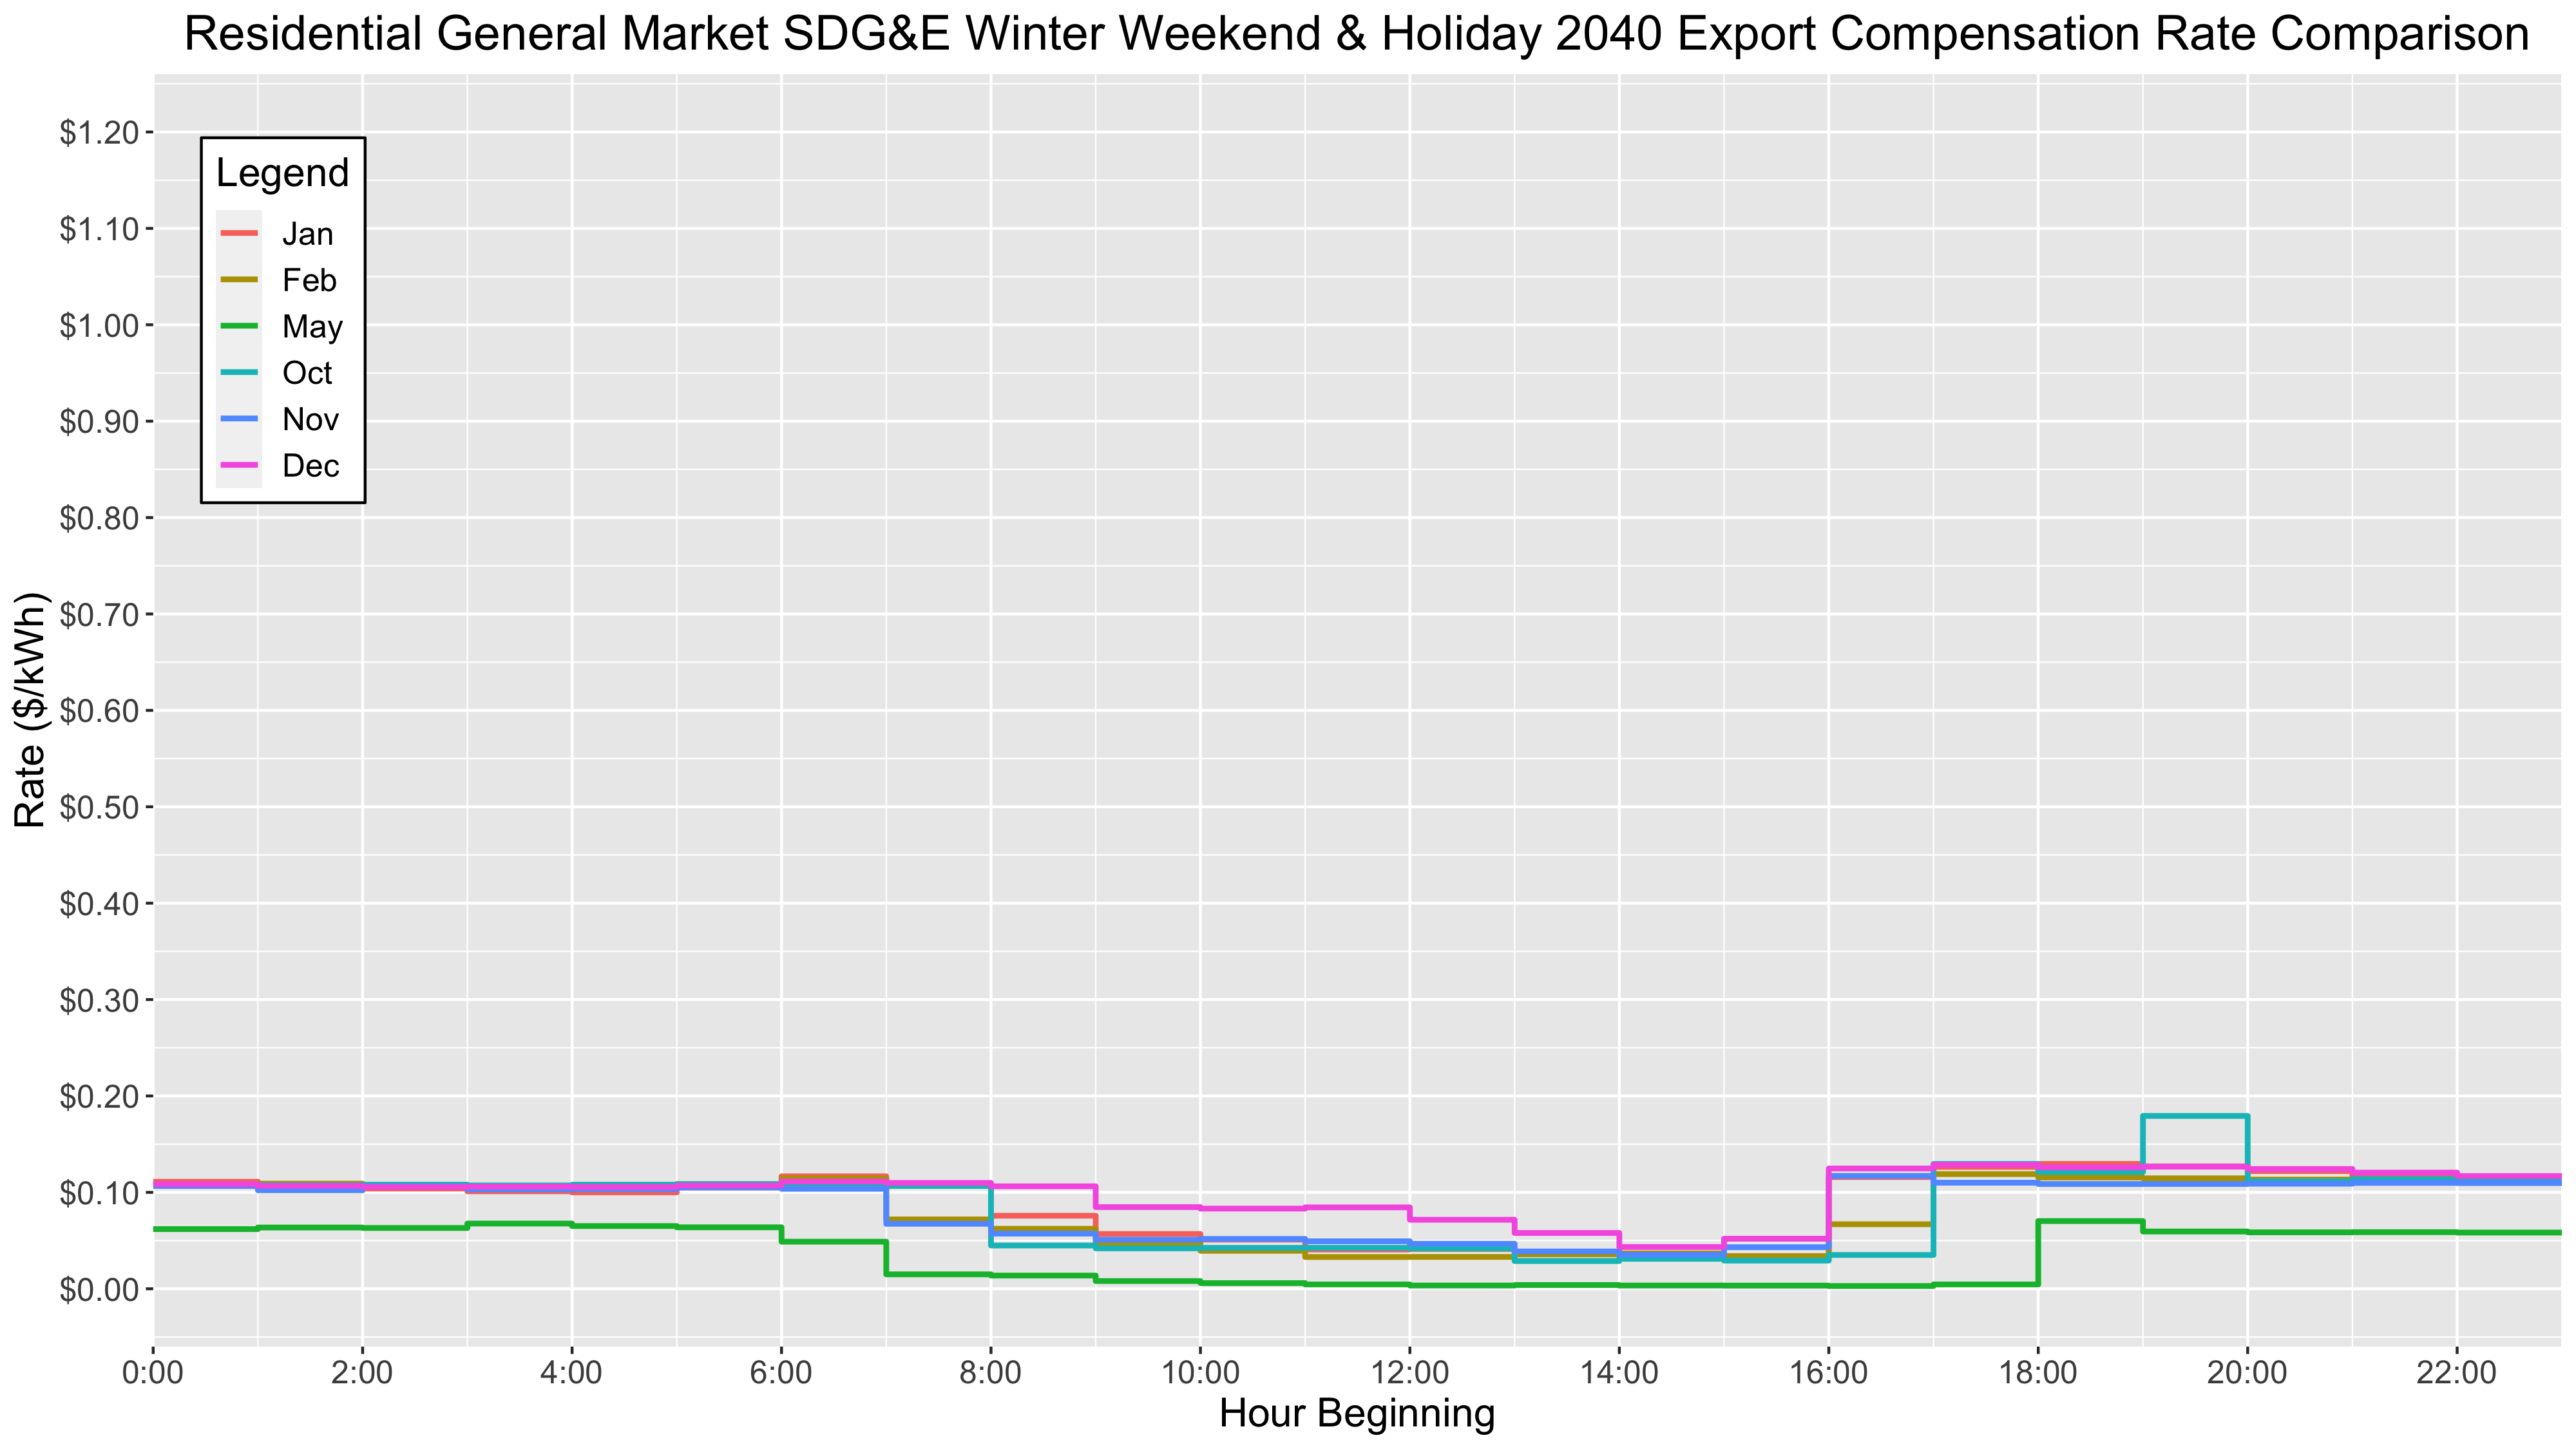 Residential General Market SDG&E Winter Weekend & Holiday 2040 Export Compensation Rate Comparison
Legend
Jan
Feb
May
Oct
Nov
Dec
Rate ($/kWh)
$1.20
$1.10
$1.00
$0.90
$0.80
$0.70
$0.60
$0.50
$0.40
$0.30
$0.20
$0.10
$0.00
0:00 2:00 4:00 6:00 8:00 10:00 12:00 14:00 16:00 18:00 20:00 22:00
Hour Beginning